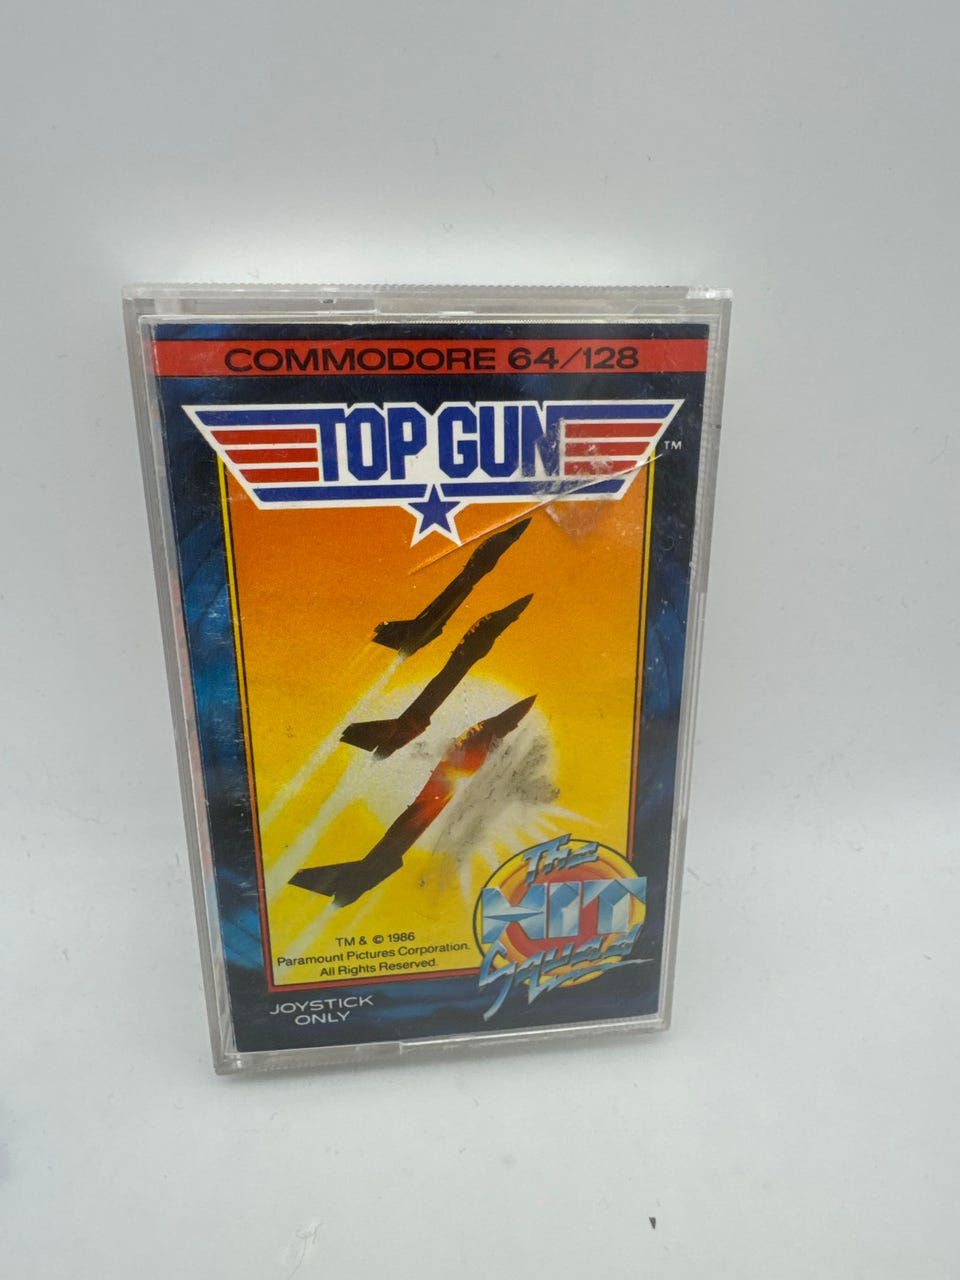 COMMODORE 64/128
TOP GUN
TM
TM & © 1986
Paramount Pictures Corporation.
All Rights Reserved.
The
HIT
Squad
JOYSTICK
ONLY